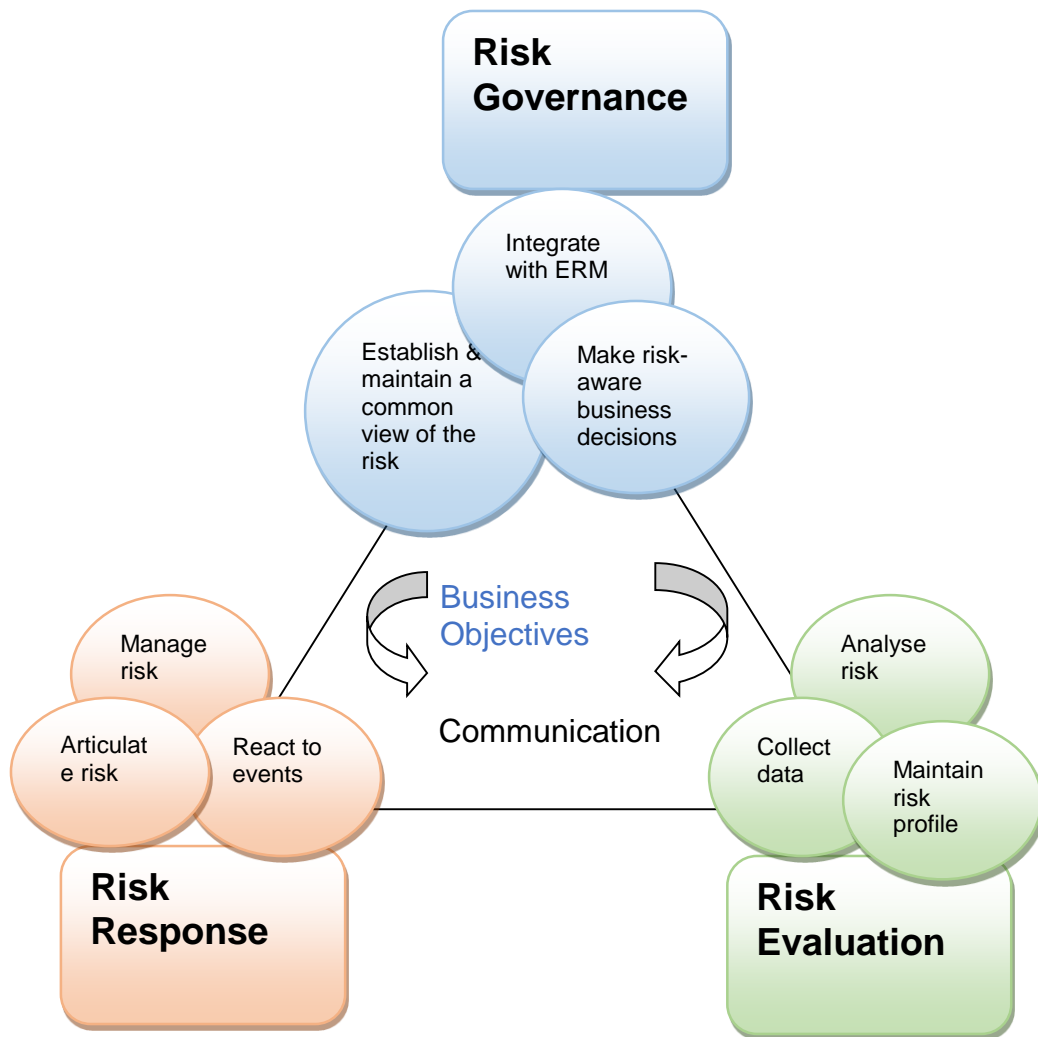 Risk
Governance
Integrate
with ERM
Establish &
maintain a
common
view of the
risk
Make risk-
aware
business
decisions
Business
Objectives
Communication
Manage
risk
Articulat
e risk
React to
events
Risk
Response
Analyse
risk
Collect
data
Maintain
risk
profile
Risk
Evaluation